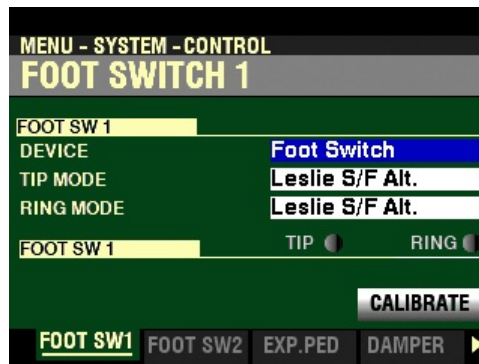 MENU - SYSTEM - CONTROL
FOOT SWITCH 1
FOOT SW 1
DEVICE Foot Switch
TIP MODE Leslie S/F Alt.
RING MODE Leslie S/F Alt.
FOOT SW 1 TIP RING
CALIBRATE
FOOT SW1 FOOT SW2 EXP.PED DAMPER